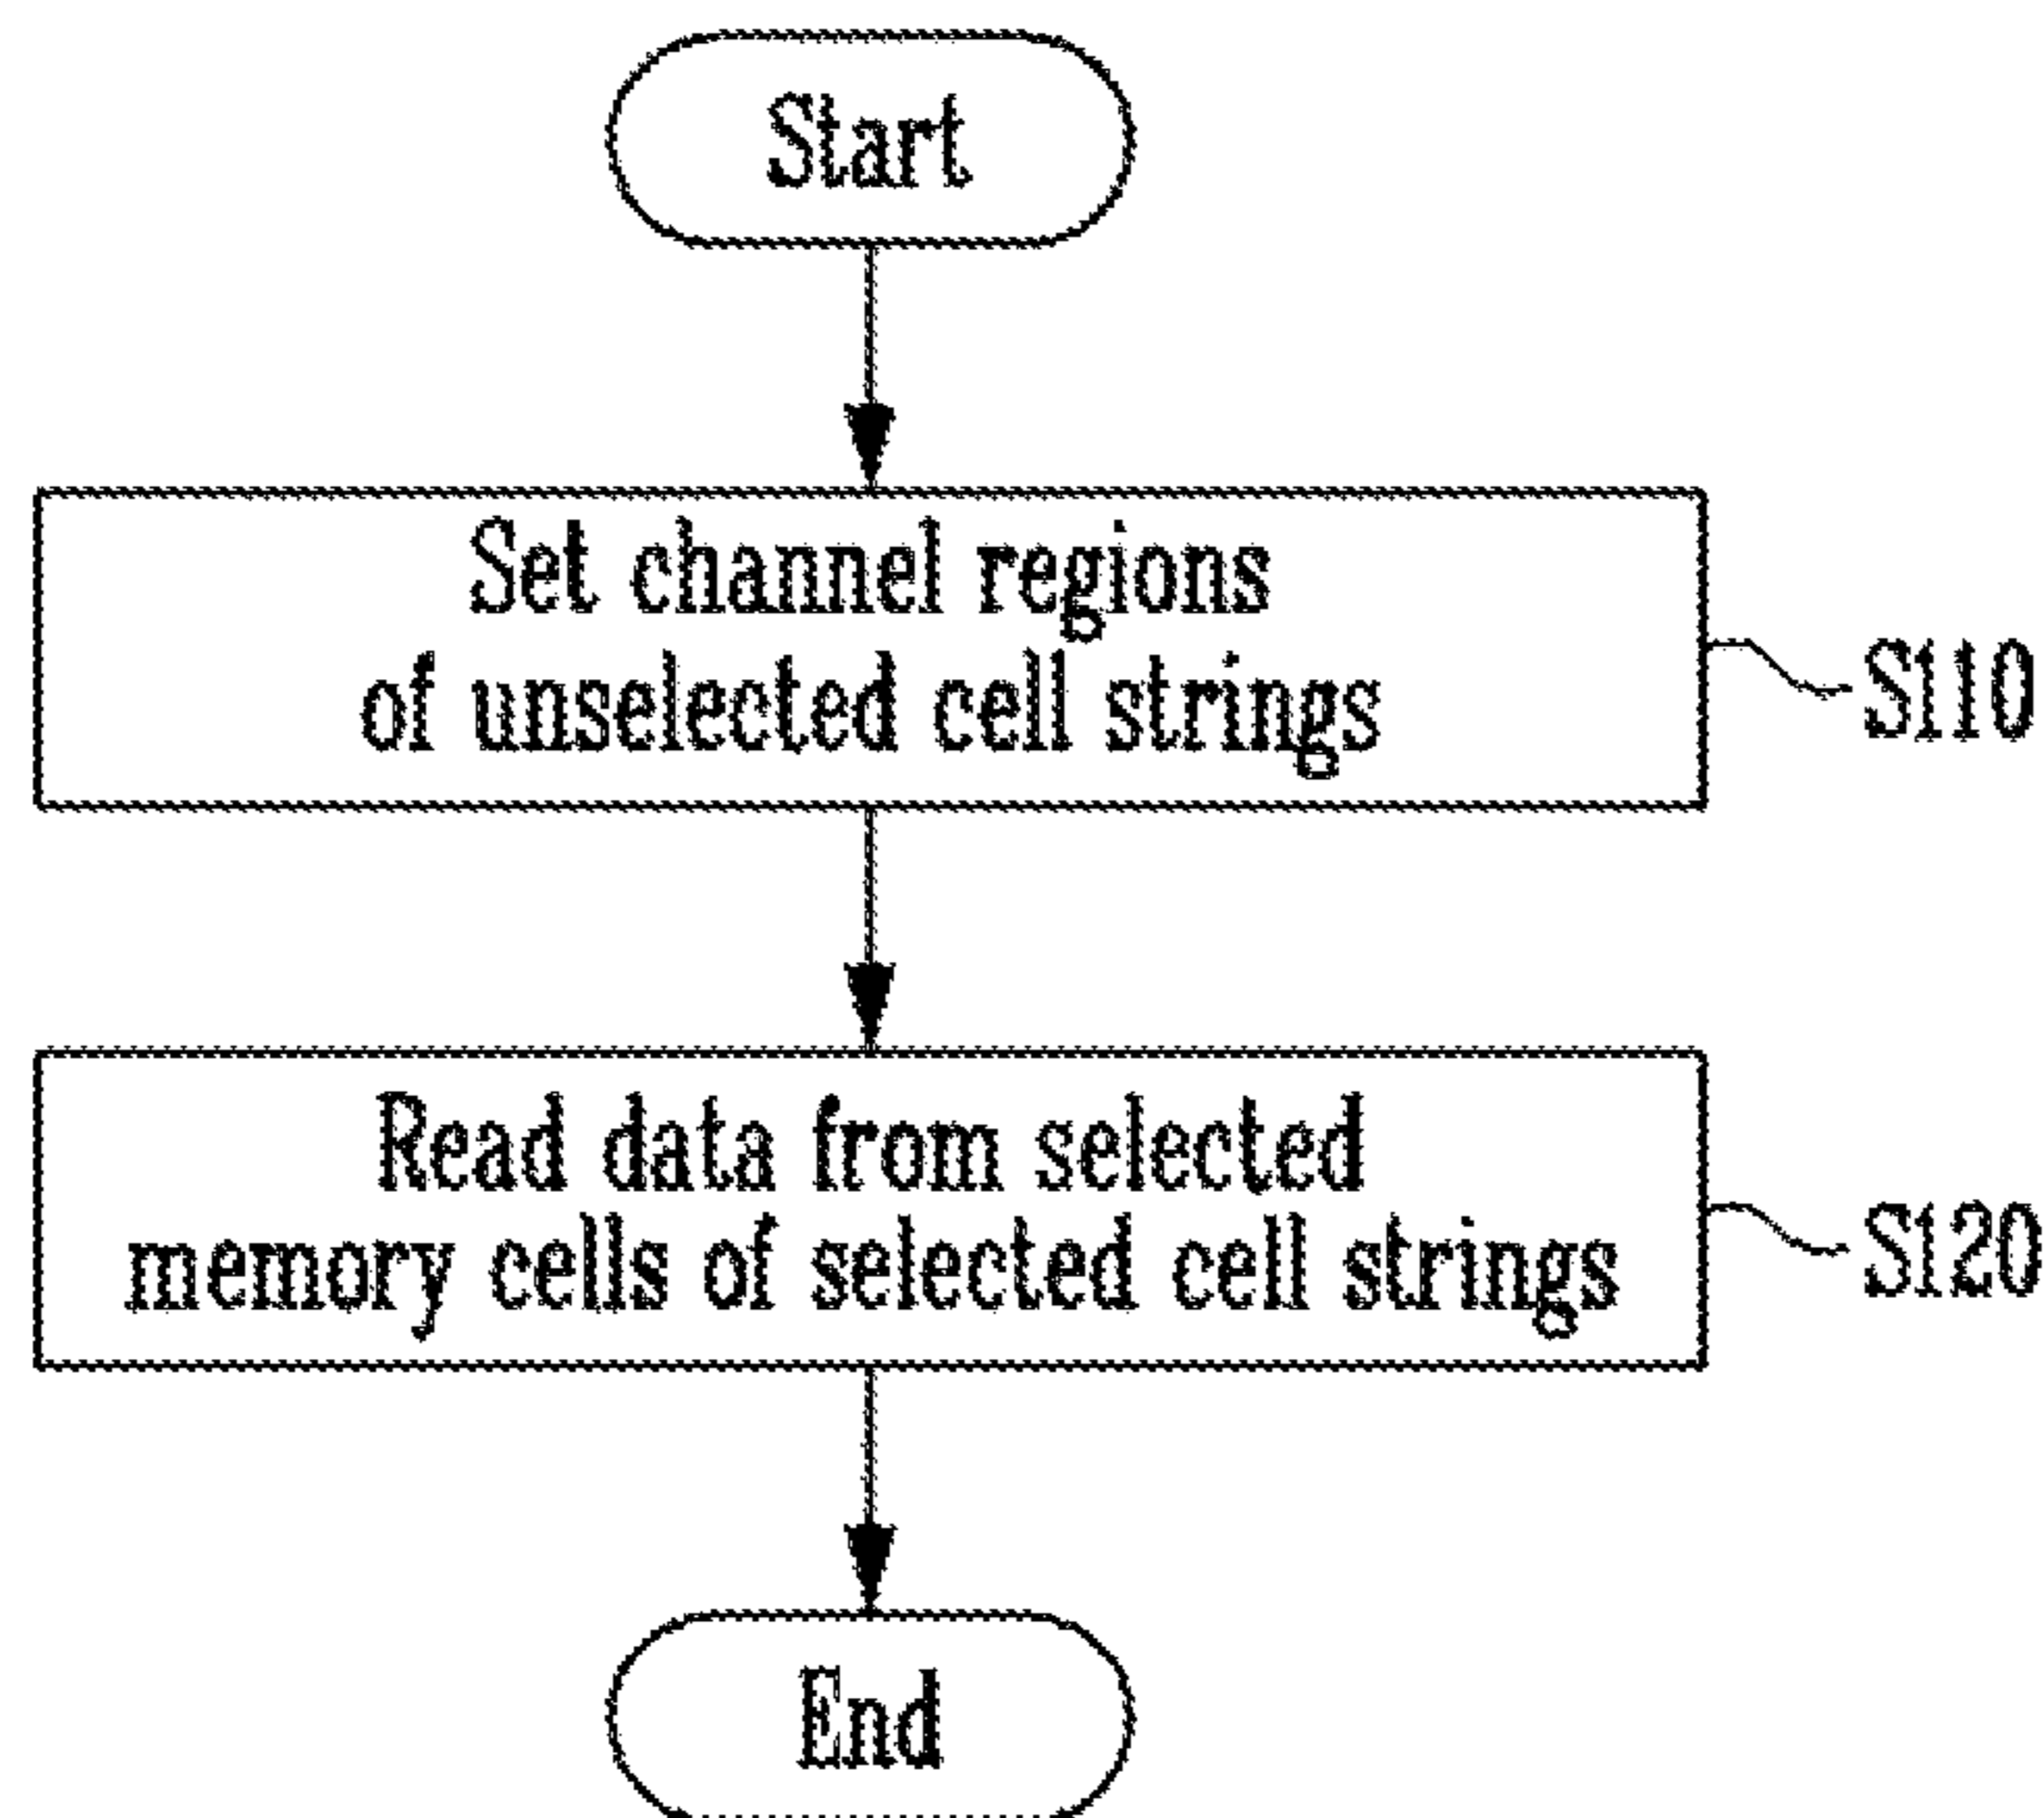 Start
Set channel regions
of unselected cell strings
S110
Read data from selected
memory cells of selected cell strings
S120
End